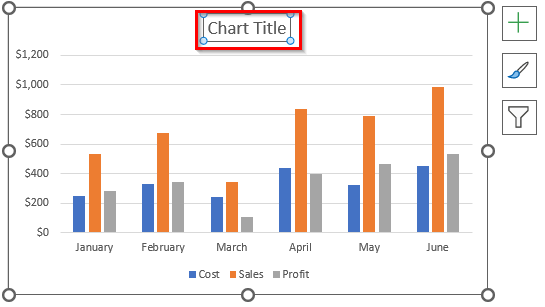 Chart Title
$1,200
$1,000
$800
$600
$400
$200
$0
January February March April May June
Cost Sales Profit